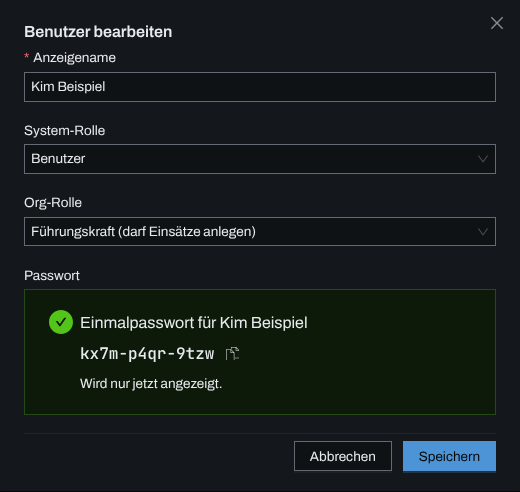 Benutzer bearbeiten
* Anzeigename
Kim Beispiel
System-Rolle
Benutzer
Org-Rolle
Führungskraft (darf Einsätze anlegen)
Passwort
Einmalpasswort für Kim Beispiel
kx7m-p4qr-9tzw
Wird nur jetzt angezeigt.
Abbrechen
Speichern